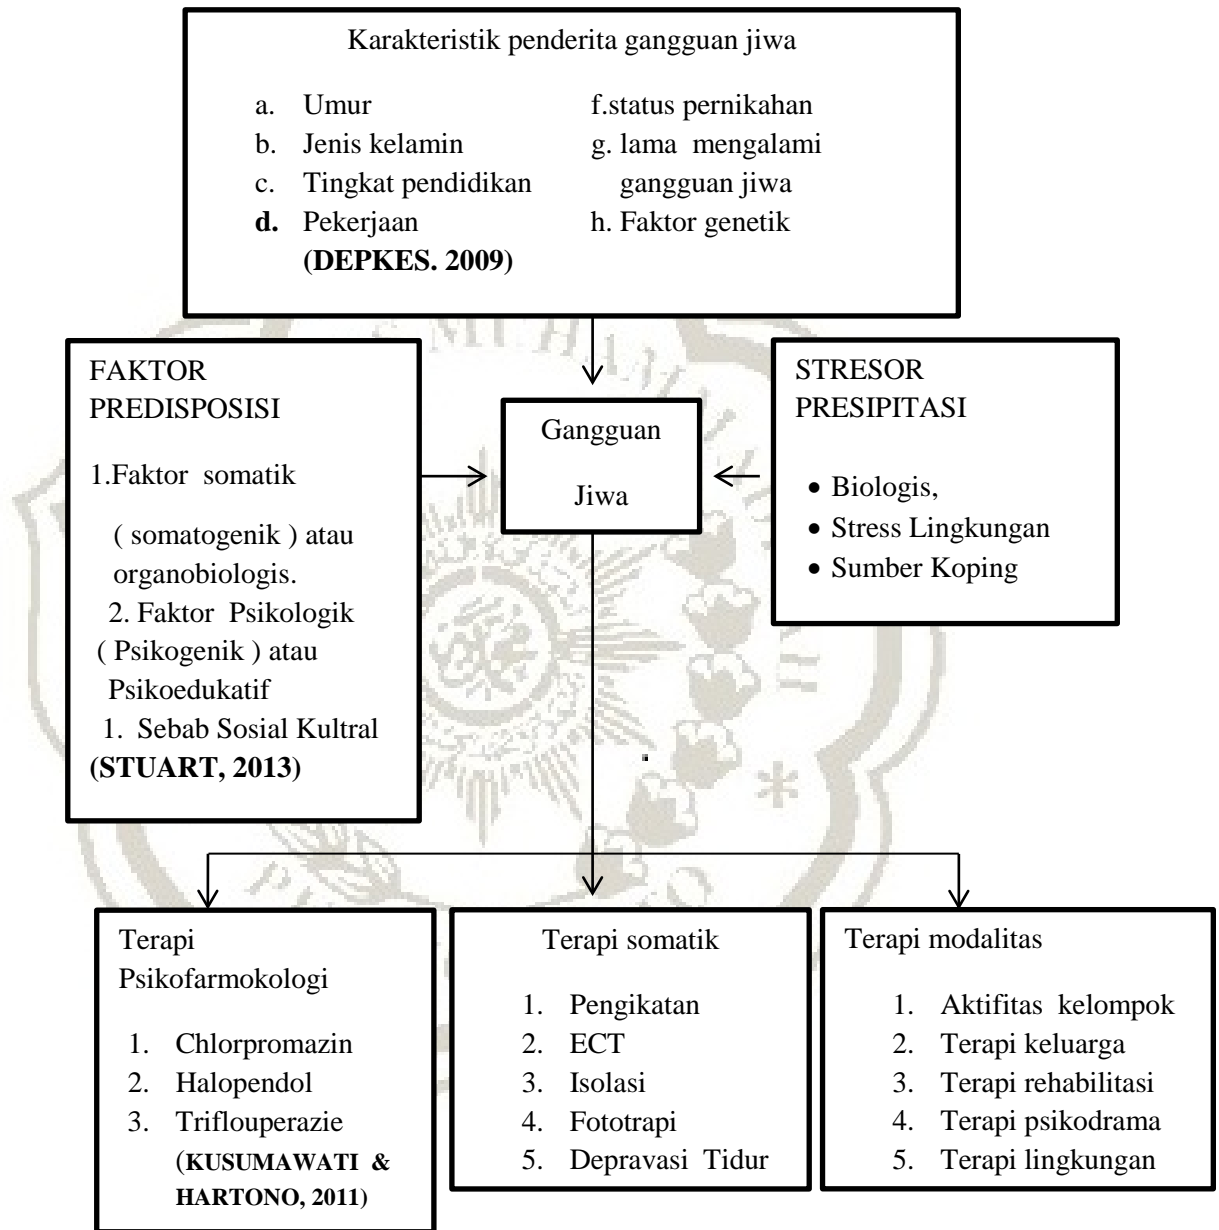 Karakteristik penderita gangguan jiwa
a. Umur
b. Jenis kelamin
c. Tingkat pendidikan
d. Pekerjaan
(DEPKES. 2009)
f.status pernikahan
g. lama mengalami
gangguan jiwa
h. Faktor genetik
FAKTOR
PREDISPOSISI
1.Faktor somatik
( somatogenik ) atau
organobiologis.
2. Faktor Psikologik
( Psikogenik ) atau
Psikoedukatif
1. Sebab Sosial Kultral
(STUART, 2013)
Gangguan
Jiwa
STRESOR
PRESIPITASI
• Biologis,
• Stress Lingkungan
• Sumber Koping
Terapi
Psikofarmokologi
1. Chlorpromazin
2. Halopendol
3. Triflouperazie
(KUSUMAWATI &
HARTONO, 2011)
Terapi somatik
1. Pengikatan
2. ECT
3. Isolasi
4. Fototrapi
5. Depravasi Tidur
Terapi modalitas
1. Aktifitas kelompok
2. Terapi keluarga
3. Terapi rehabilitasi
4. Terapi psikodrama
5. Terapi lingkungan